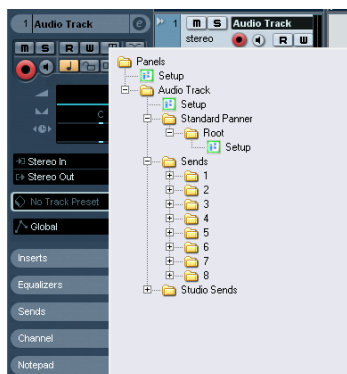 1 Audio Track e
M S R W
C
Stereo In
Stereo Out
No Track Preset
Global
Inserts
Equalizers
Sends
Channel
Notepad
1 M S Audio Track
stereo R W
Panels
Setup
Audio Track
Setup
Standard Panner
Root
Setup
Sends
1
2
3
4
5
6
7
8
Studio Sends